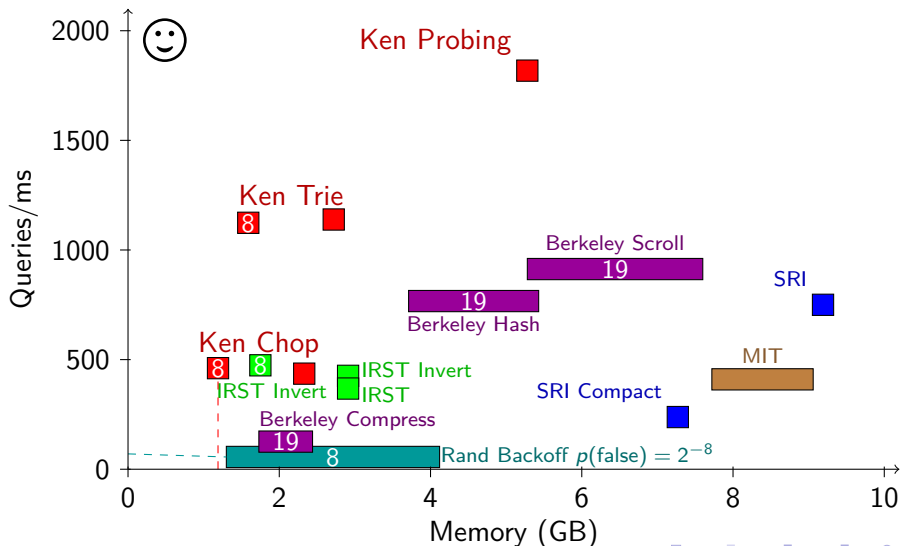 2000
Ken Probing
1500
Ken Trie
8
1000
Queries/ms
Berkeley Scroll
19
SRI
19
Berkeley Hash
Ken Chop
8
8
500
MIT
IRST Invert
IRST Invert
IRST
SRI Compact
Berkeley Compress
19
8
Rand Backoff p(false) = 2⁻⁸
0
0 2 4 6 8 10
Memory (GB)